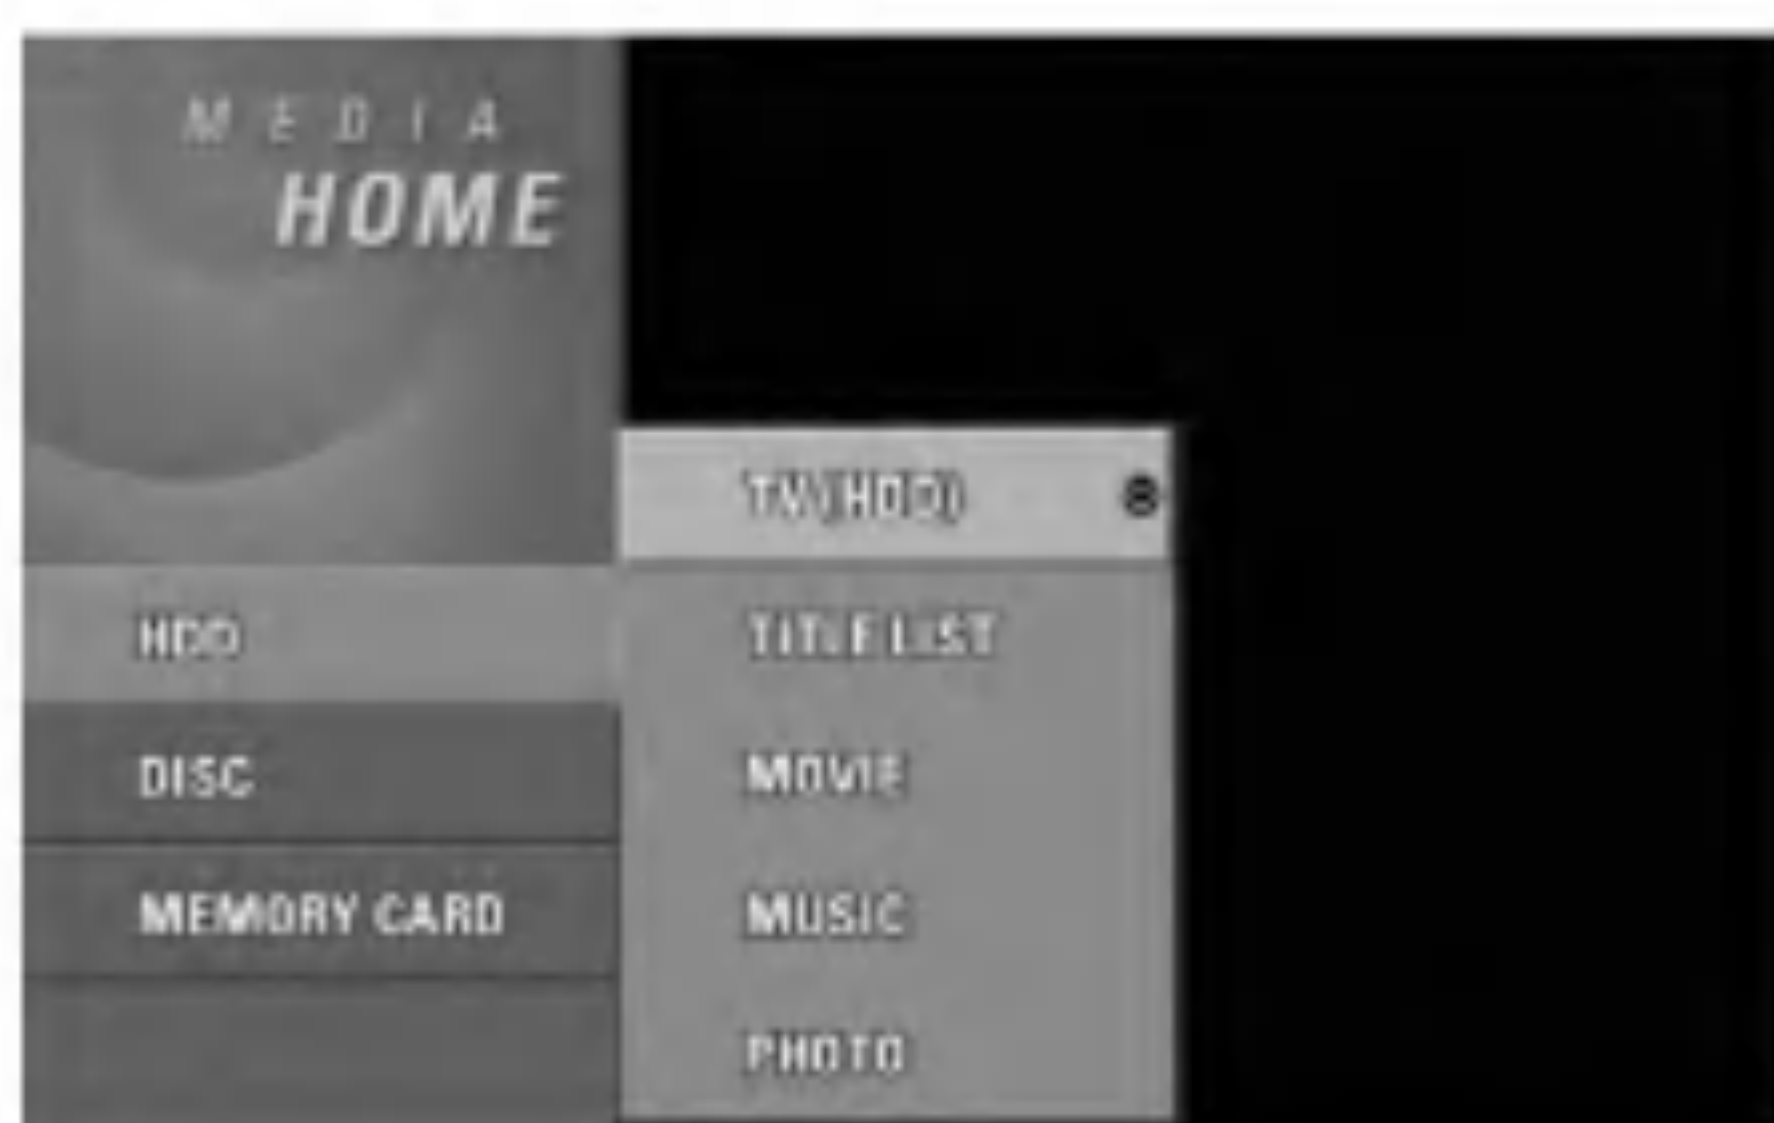 MEDIA
HOME
TV (HDD)
HDD
TITLE LIST
DISC
MOVIE
MEMORY CARD
MUSIC
PHOTO